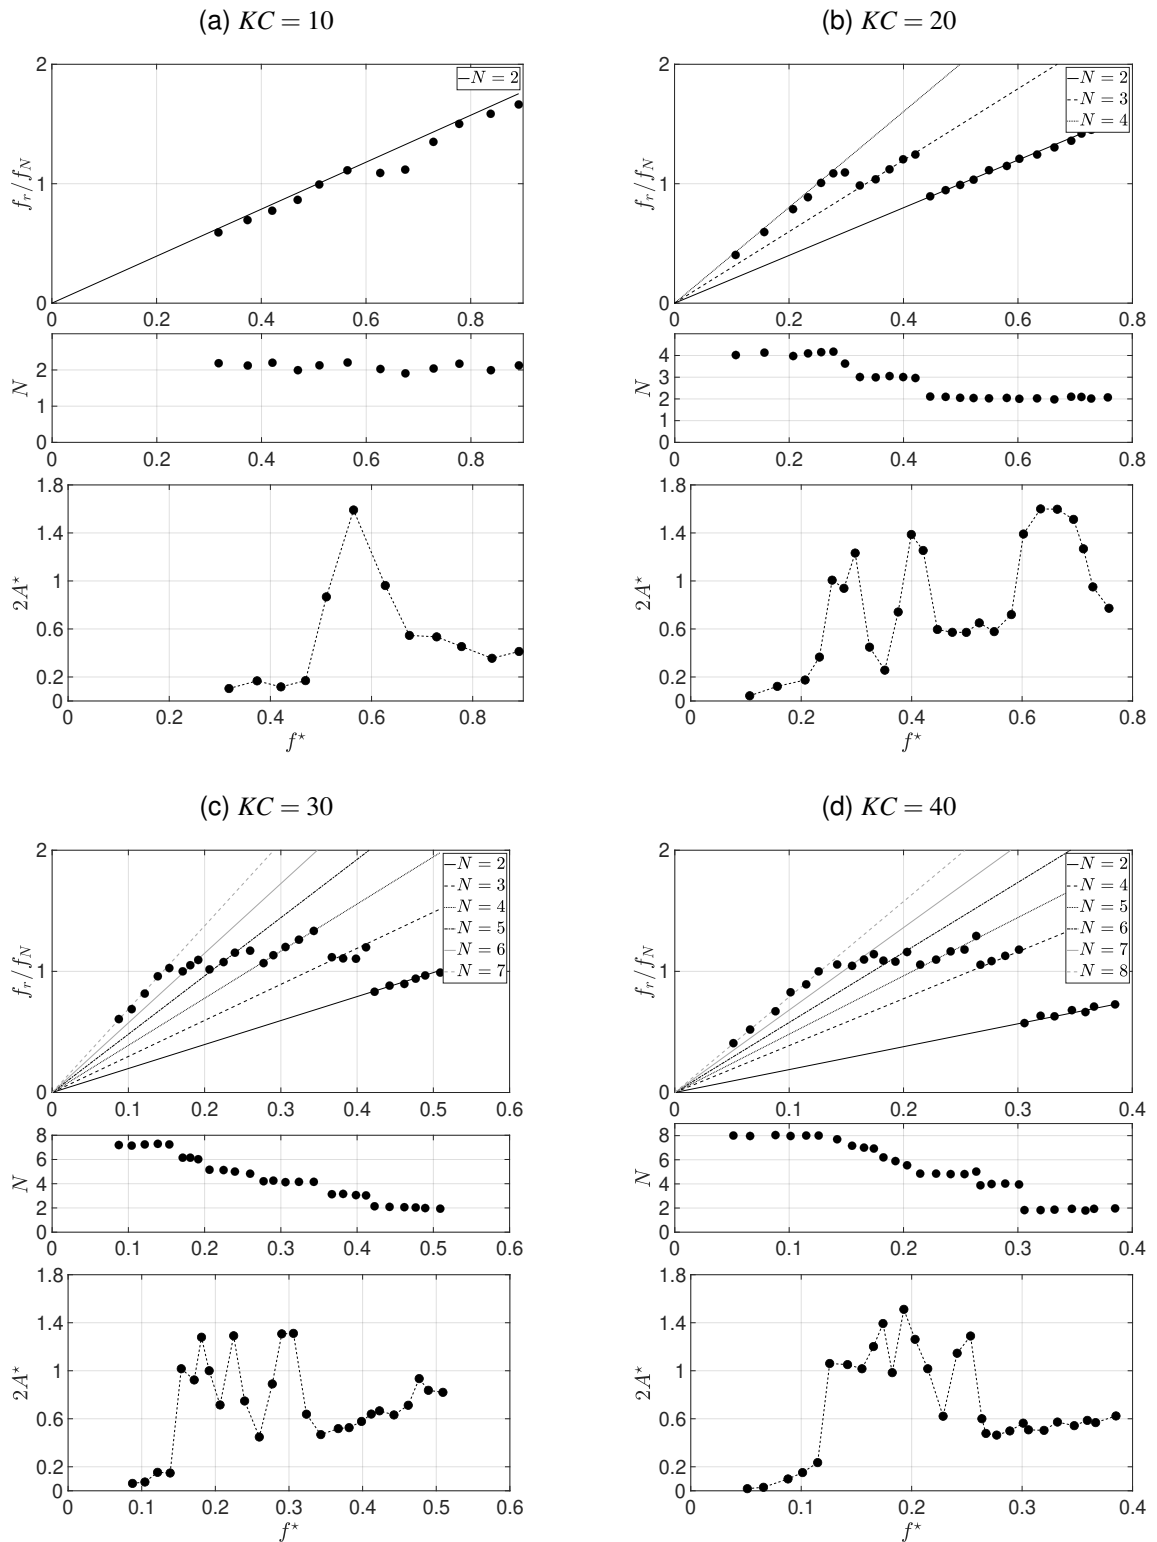 (a) KC = 10
2
1
0
f_r/f_N
N = 2
0 0.2 0.4 0.6 0.8
2
1
0
N
0 0.2 0.4 0.6 0.8
1.8
1.4
1
0.6
0.2
0
2A*
0 0.2 0.4 0.6 0.8
f*
(b) KC = 20
2
1
0
f_r/f_N
N = 2
N = 3
N = 4
0 0.2 0.4 0.6 0.8
4
3
2
1
0
N
0 0.2 0.4 0.6 0.8
1.8
1.4
1
0.6
0.2
0
2A*
0 0.2 0.4 0.6 0.8
f*
(c) KC = 30
2
1
0
f_r/f_N
N = 2
N = 3
N = 4
N = 5
N = 6
N = 7
0 0.1 0.2 0.3 0.4 0.5 0.6
8
6
4
2
0
N
0 0.1 0.2 0.3 0.4 0.5 0.6
1.8
1.4
1
0.6
0.2
0
2A*
0 0.1 0.2 0.3 0.4 0.5 0.6
f*
(d) KC = 40
2
1
0
f_r/f_N
N = 2
N = 4
N = 5
N = 6
N = 7
N = 8
0 0.1 0.2 0.3 0.4
8
6
4
2
0
N
0 0.1 0.2 0.3 0.4
1.8
1.4
1
0.6
0.2
0
2A*
0 0.1 0.2 0.3 0.4
f*